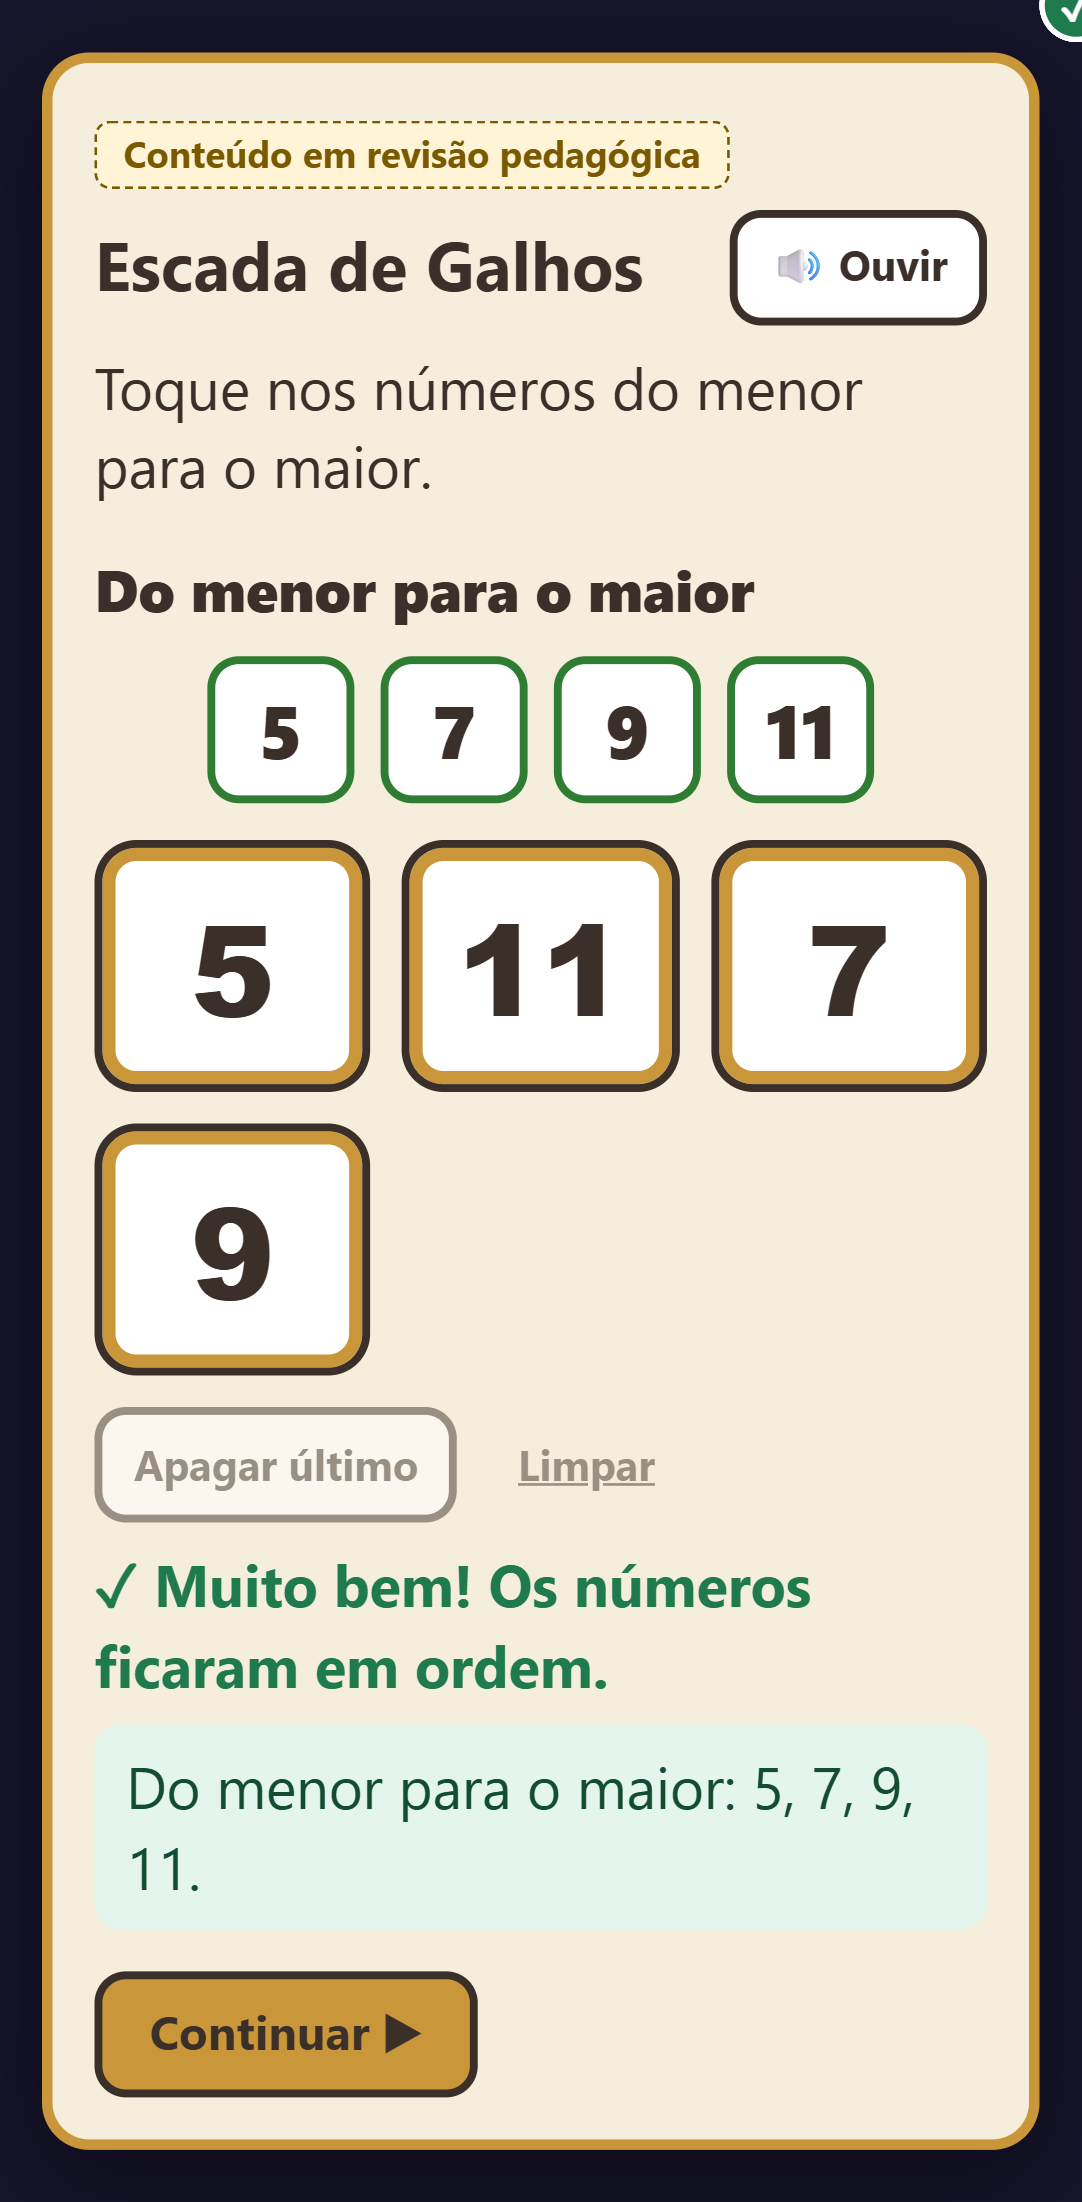 Conteúdo em revisão pedagógica
Escada de Galhos
Ouvir
Toque nos números do menor
para o maior.
Do menor para o maior
5 7 9 11
5 11 7
9
Apagar último Limpar
✓ Muito bem! Os números
ficaram em ordem.
Do menor para o maior: 5, 7, 9,
11.
Continuar ▶